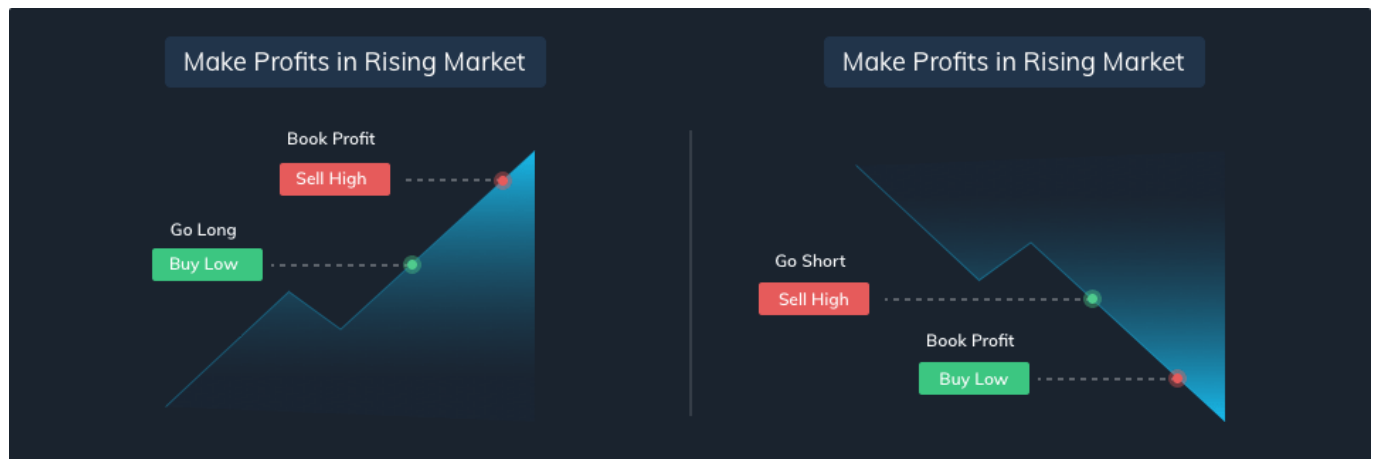 Make Profits in Rising Market
Book Profit
Sell High
Go Long
Buy Low
Make Profits in Rising Market
Go Short
Sell High
Book Profit
Buy Low